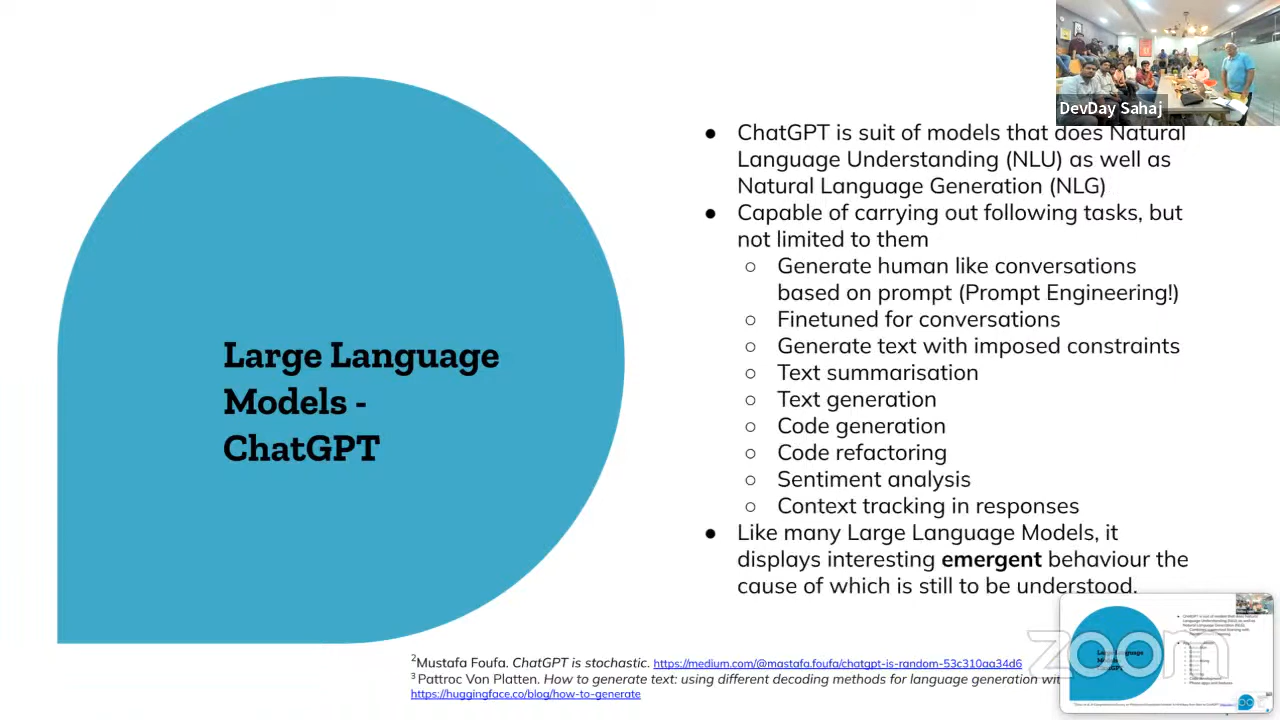 DevDay Sahaj
Large Language
Models -
ChatGPT
● ChatGPT is suit of models that does Natural
Language Understanding (NLU) as well as
Natural Language Generation (NLG)
● Capable of carrying out following tasks, but
not limited to them
○ Generate human like conversations
based on prompt (Prompt Engineering!)
○ Finetuned for conversations
○ Generate text with imposed constraints
○ Text summarisation
○ Text generation
○ Code generation
○ Code refactoring
○ Sentiment analysis
○ Context tracking in responses
● Like many Large Language Models, it
displays interesting emergent behaviour the
cause of which is still to be understood.
2Mustafa Foufa. ChatGPT is stochastic. https://medium.com/@mastafa.foufa/chatgpt-is-random-53c310aa34d6
3 Pattroc Von Platten. How to generate text: using different decoding methods for language generation wit
https://huggingface.co/blog/how-to-generate
Large Language
zoom